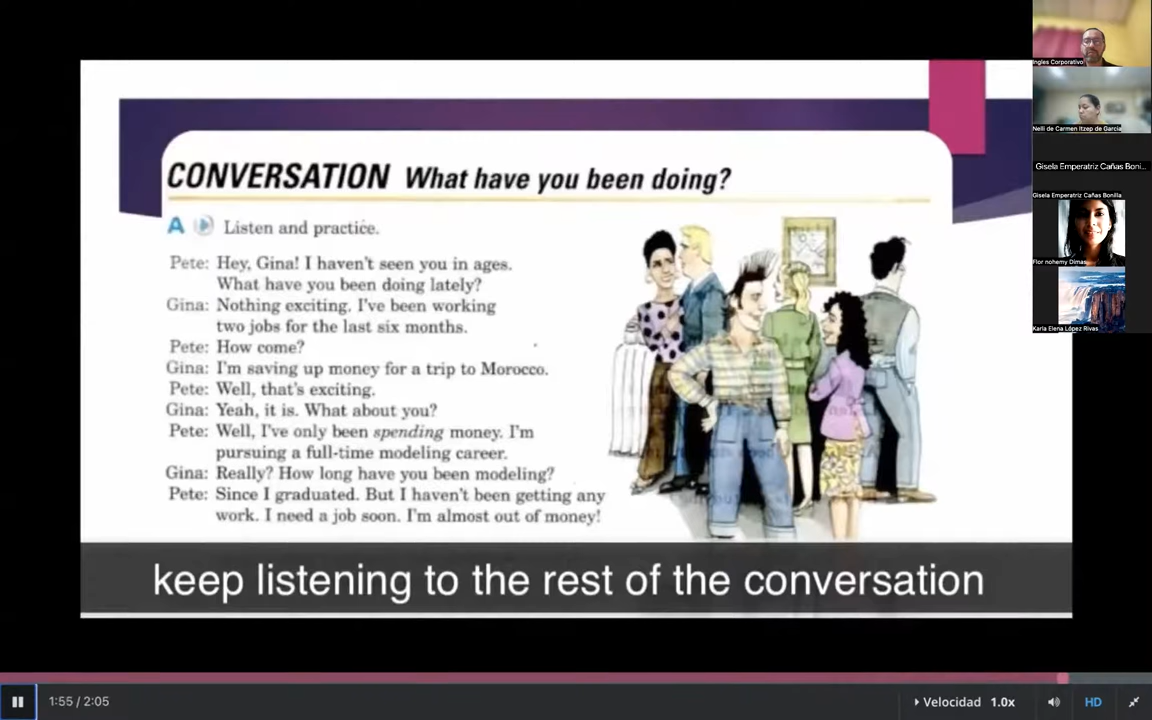 Ingles Corporativo
Nelli de Carmen Itzep de Garcia
Gisela Emperatriz Cañas Boni...
Gisela Emperatriz Cañas Bonilla
Flor nohemy Dimas
Karla Elena López Rivas
CONVERSATION What have you been doing?
A Listen and practice.
Pete: Hey, Gina! I haven't seen you in ages.
What have you been doing lately?
Gina: Nothing exciting. I've been working
two jobs for the last six months.
Pete: How come?
Gina: I'm saving up money for a trip to Morocco.
Pete: Well, that's exciting.
Gina: Yeah, it is. What about you?
Pete: Well, I've only been spending money. I'm
pursuing a full-time modeling career.
Gina: Really? How long have you been modeling?
Pete: Since I graduated. But I haven't been getting any
work. I need a job soon. I'm almost out of money!
keep listening to the rest of the conversation
1:55 / 2:05
Velocidad 1.0x
HD